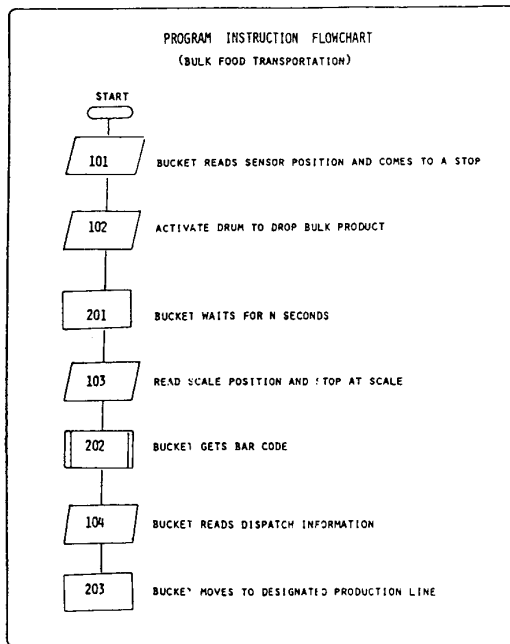 PROGRAM INSTRUCTION FLOWCHART
(BULK FOOD TRANSPORTATION)
START
101 BUCKET READS SENSOR POSITION AND COMES TO A STOP
102 ACTIVATE DRUM TO DROP BULK PRODUCT
201 BUCKET WAITS FOR N SECONDS
103 READ SCALE POSITION AND STOP AT SCALE
202 BUCKET GETS BAR CODE
104 BUCKET READS DISPATCH INFORMATION
203 BUCKET MOVES TO DESIGNATED PRODUCTION LINE